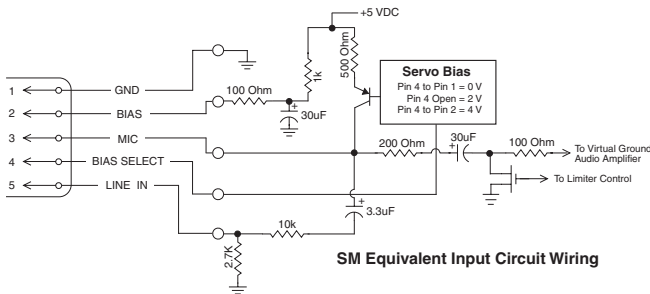 +5 VDC
1k
500 Ohm
Servo Bias
Pin 4 to Pin 1 = 0 V
Pin 4 Open = 2 V
Pin 4 to Pin 2 = 4 V
1 GND
2 BIAS
100 Ohm
+
30uF
3 MIC
200 Ohm
30uF
+
100 Ohm
To Virtual Ground
Audio Amplifier
4 BIAS SELECT
To Limiter Control
5 LINE IN
+
3.3uF
10k
2.7K
SM Equivalent Input Circuit Wiring